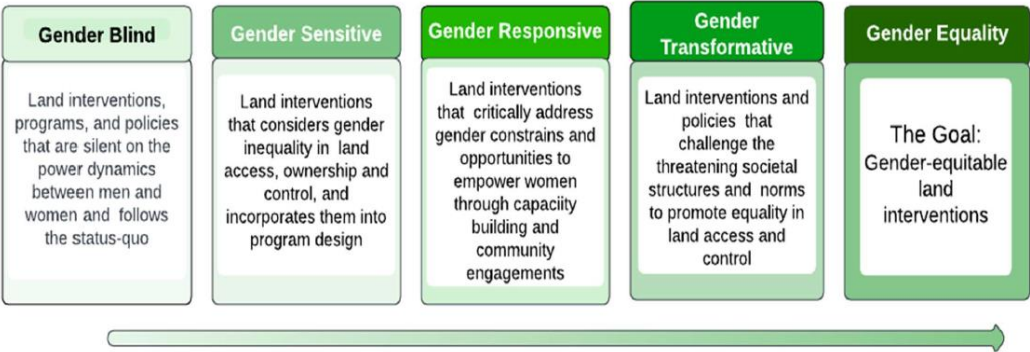 Gender Blind
Land interventions,
programs, and policies
that are silent on the
power dynamics
between men and
women and follows
the status-quo
Gender Sensitive
Land interventions
that considers gender
inequality in land
access, ownership and
control, and
incorporates them into
program design
Gender Responsive
Land interventions
that critically address
gender constrains and
opportunities to
empower women
through capaciity
building and
community
engagements
Gender
Transformative
Land interventions and
policies that
challenge the
threatening societal
structures and norms
to promote equality in
land access and
control
Gender Equality
The Goal:
Gender-equitable
land
interventions